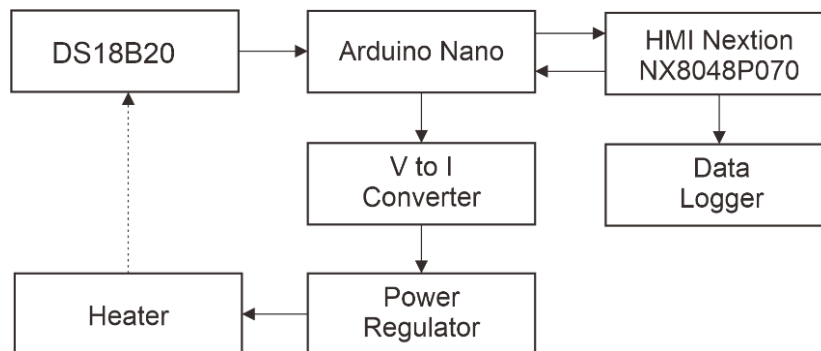 DS18B20
Arduino Nano
HMI Nextion
NX8048P070
V to I
Converter
Data
Logger
Heater
Power
Regulator